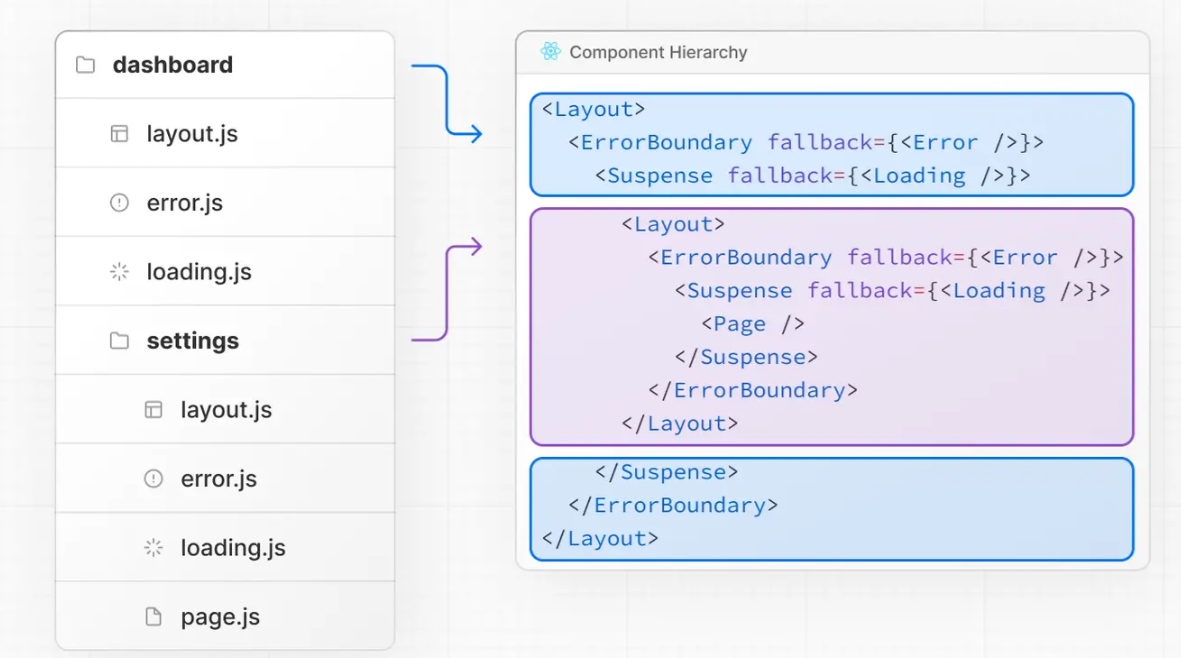 dashboard
layout.js
error.js
loading.js
settings
layout.js
error.js
loading.js
page.js
Component Hierarchy
<Layout>
<ErrorBoundary fallback={<Error />}>
<Suspense fallback={<Loading />}>
<Layout>
<ErrorBoundary fallback={<Error />}>
<Suspense fallback={<Loading />}>
<Page />
</Suspense>
</ErrorBoundary>
</Layout>
</Suspense>
</ErrorBoundary>
</Layout>